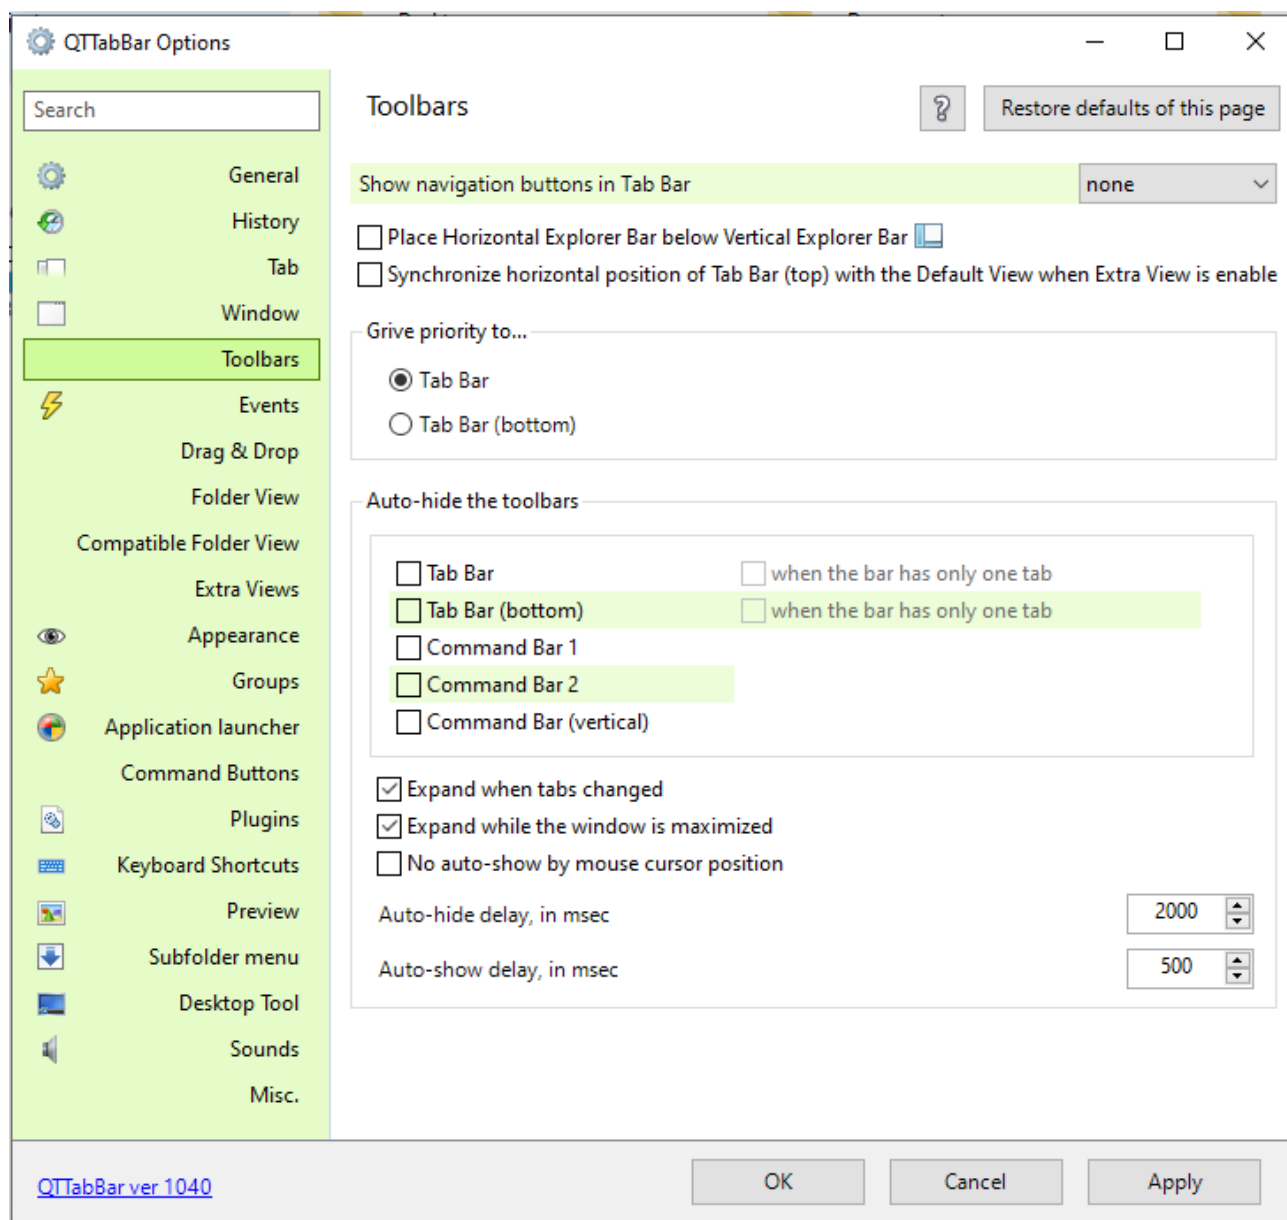 QTTabBar Options
Search
General
History
Tab
Window
Toolbars
Events
Drag & Drop
Folder View
Compatible Folder View
Extra Views
Appearance
Groups
Application launcher
Command Buttons
Plugins
Keyboard Shortcuts
Preview
Subfolder menu
Desktop Tool
Sounds
Misc.
Toolbars
? Restore defaults of this page
Show navigation buttons in Tab Bar none
Place Horizontal Explorer Bar below Vertical Explorer Bar
Synchronize horizontal position of Tab Bar (top) with the Default View when Extra View is enable
Grive priority to...
Tab Bar
Tab Bar (bottom)
Auto-hide the toolbars
Tab Bar when the bar has only one tab
Tab Bar (bottom) when the bar has only one tab
Command Bar 1
Command Bar 2
Command Bar (vertical)
Expand when tabs changed
Expand while the window is maximized
No auto-show by mouse cursor position
Auto-hide delay, in msec 2000
Auto-show delay, in msec 500
QTTabBar ver 1040
OK Cancel Apply